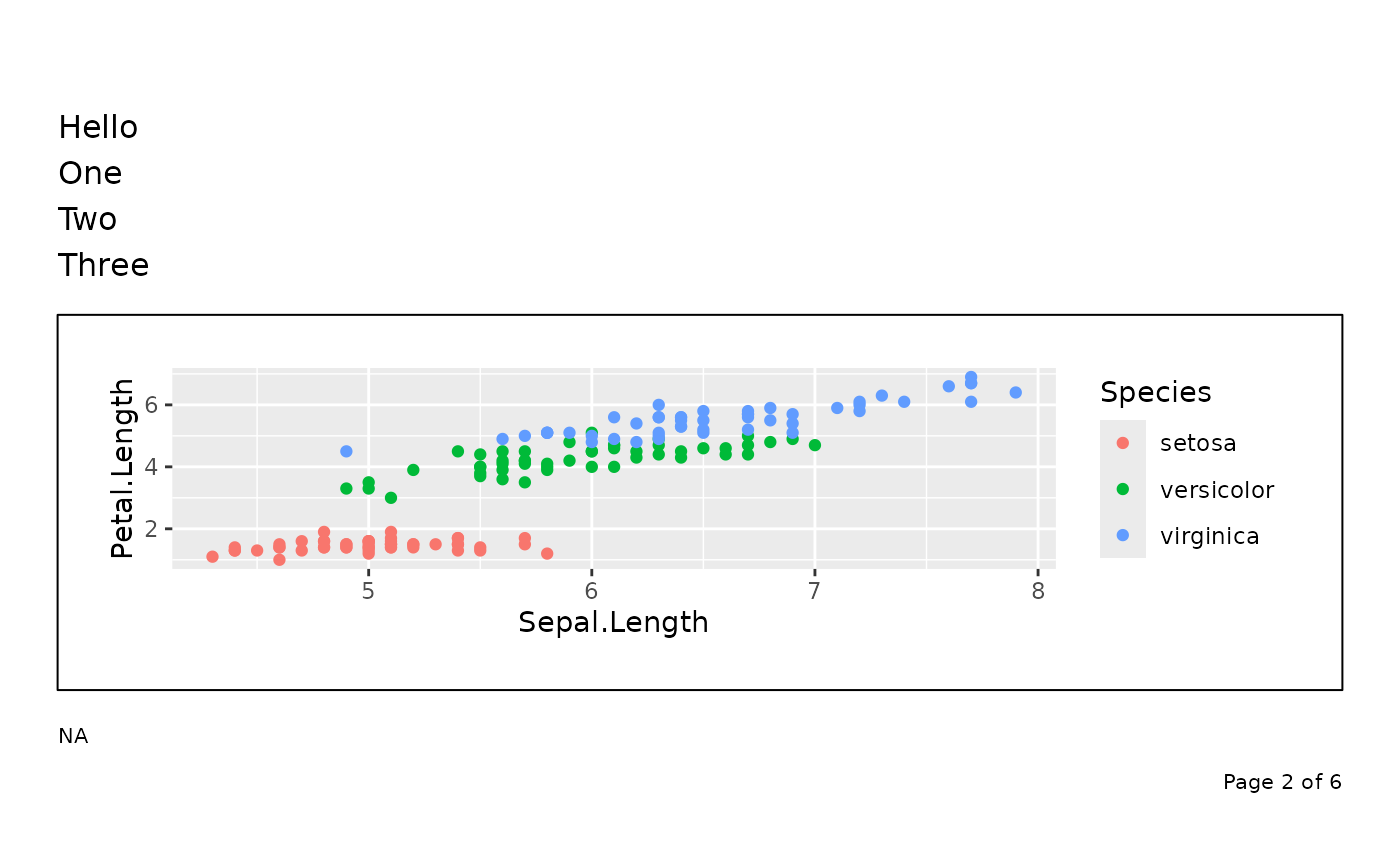 Hello
One
Two
Three
Petal.Length
6
4
2
5 6 7 8
Sepal.Length
Species
setosa
versicolor
virginica
NA
Page 2 of 6